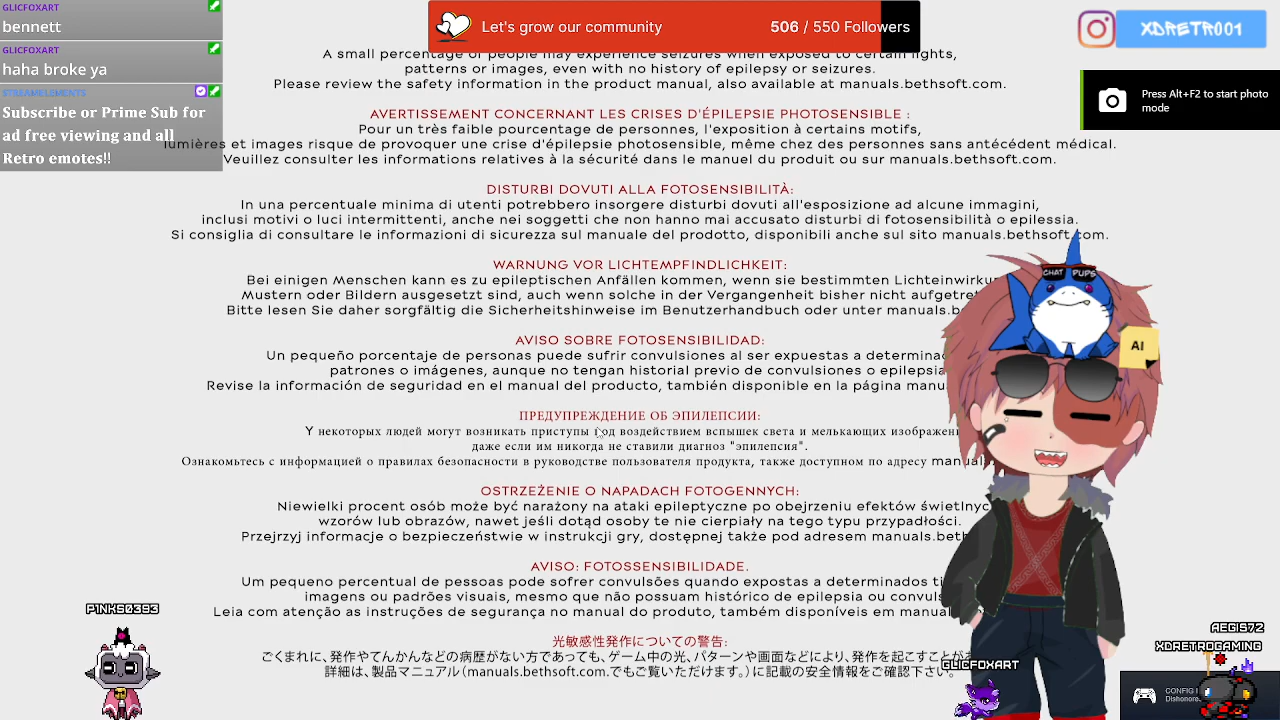 GLICFOXART
bennett
GLICFOXART
haha broke ya
STREAMELEMENTS
Subscribe or Prime Sub for
ad free viewing and all
Retro emotes!!
Let's grow our community
506 / 550 Followers
XDRETRO01
Press Alt+F2 to start photo
mode
A small percentage of people may experience seizures when exposed to certain lights,
patterns or images, even with no history of epilepsy or seizures.
Please review the safety information in the product manual, also available at manuals.bethsoft.com.
AVERTISSEMENT CONCERNANT LES CRISES D'ÉPILEPSIE PHOTOSENSIBLE :
Pour un très faible pourcentage de personnes, l'exposition à certains motifs,
lumières et images risque de provoquer une crise d'épilepsie photosensible, même chez des personnes sans antécédent médical.
Veuillez consulter les informations relatives à la sécurité dans le manuel du produit ou sur manuals.bethsoft.com.
DISTURBI DOVUTI ALLA FOTOSENSIBILITÀ:
In una percentuale minima di utenti potrebbero insorgere disturbi dovuti all'esposizione ad alcune immagini,
inclusi motivi o luci intermittenti, anche nei soggetti che non hanno mai accusato disturbi di fotosensibilità o epilessia.
Si consiglia di consultare le informazioni di sicurezza sul manuale del prodotto, disponibili anche sul sito manuals.bethsoft.com.
WARNUNG VOR LICHTEMPFINDLICHKEIT:
Bei einigen Menschen kann es zu epileptischen Anfällen kommen, wenn sie bestimmten Lichteinwirku
Mustern oder Bildern ausgesetzt sind, auch wenn solche in der Vergangenheit bisher nicht aufgetre
Bitte lesen Sie daher sorgfältig die Sicherheitshinweise im Benutzerhandbuch oder unter manuals.be
AVISO SOBRE FOTOSENSIBILIDAD:
Un pequeño porcentaje de personas puede sufrir convulsiones al ser expuestas a determinad
patrones o imágenes, aunque no tengan historial previo de convulsiones o epilepsia
Revise la información de seguridad en el manual del producto, también disponible en la página manu
ПРЕДУПРЕЖДЕНИЕ ОБ ЭПИЛЕПСИИ:
У некоторых людей могут возникать приступы под воздействием вспышек света и мелькающих изображен
даже если им никогда не ставили диагноз "эпилепсия".
Ознакомьтесь с информацией о правилах безопасности в руководстве пользователя продукта, также доступном по адресу manual
OSTRZEŻENIE O NAPADACH FOTOGENNYCH:
Niewielki procent osób może być narażony na ataki epileptyczne po obejrzeniu efektów świetlnyc
wzorów lub obrazów, nawet jeśli dotąd osoby te nie cierpiały na tego typu przypadłości.
Przejrzyj informacje o bezpieczeństwie w instrukcji gry, dostępnej także pod adresem manuals.beth
AVISO: FOTOSSENSIBILIDADE.
Um pequeno percentual de pessoas pode sofrer convulsões quando expostas a determinados ti
imagens ou padrões visuais, mesmo que não possuam histórico de epilepsia ou convuls
Leia com atenção as instruções de segurança no manual do produto, também disponíveis em manual
光敏感性発作についての警告:
ごくまれに、発作やてんかんなどの病歴がない方であっても、ゲーム中の光、パターンや画面などにより、発作を起こすことが
詳細は、製品マニュアル(manuals.bethsoft.com.でもご覧いただけます。)に記載の安全情報をご確認下さい。
CHAT PUPS
AI
P1NKS0393
GLICFOXART
AEGIS72
XDRETROGAMING
CONFIG
Dishonore